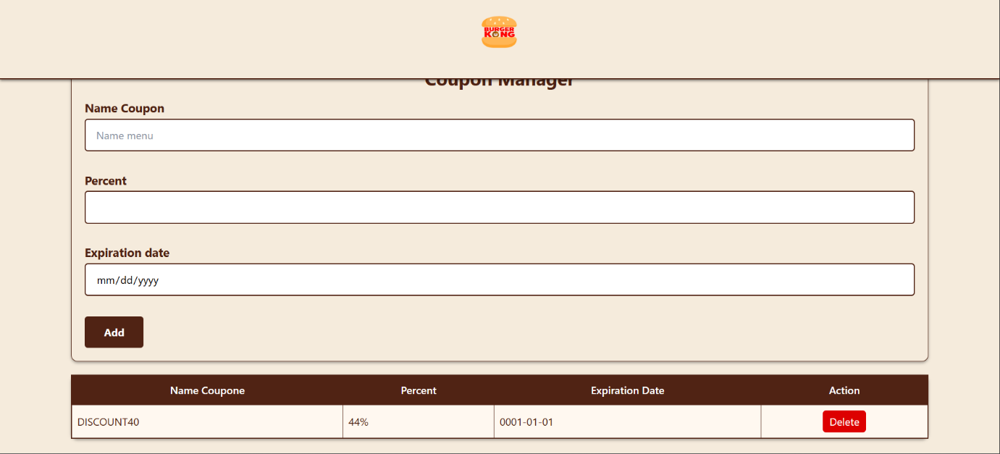 BURGER
KONG
Coupon Manager
Name Coupon
Name menu
Percent
Expiration date
mm/dd/yyyy
Add
Name Coupone Percent Expiration Date Action
DISCOUNT40 44% 0001-01-01 Delete